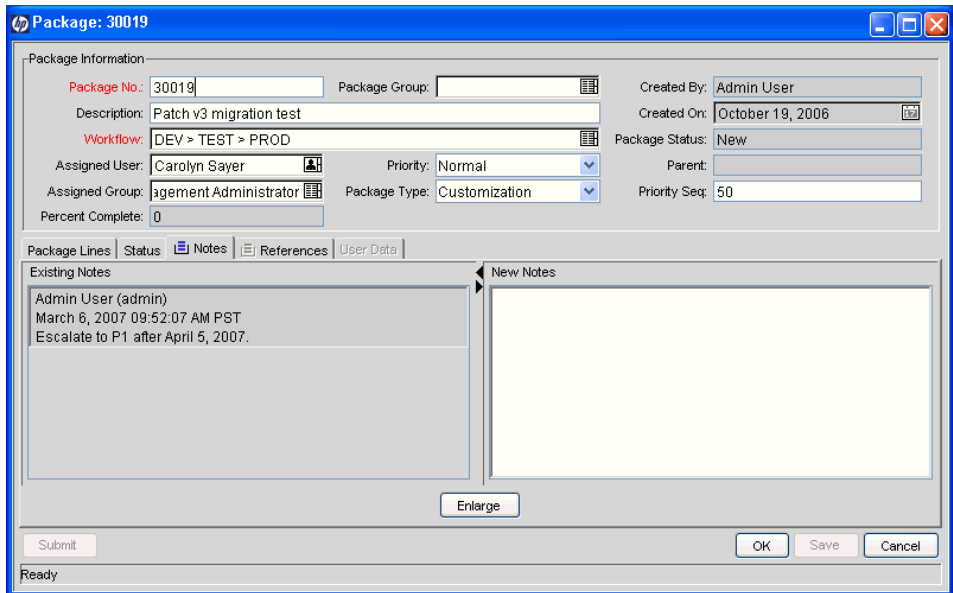 hp Package: 30019
Package Information
Package No.: 30019 Package Group: Created By: Admin User
Description: Patch v3 migration test Created On: October 19, 2006
Workflow: DEV > TEST > PROD Package Status: New
Assigned User: Carolyn Sayer Priority: Normal Parent:
Assigned Group: agement Administrator Package Type: Customization Priority Seq: 50
Percent Complete: 0
Package Lines Status Notes References User Data
Existing Notes New Notes
Admin User (admin)
March 6, 2007 09:52:07 AM PST
Escalate to P1 after April 5, 2007.
Enlarge
Submit OK Save Cancel
Ready